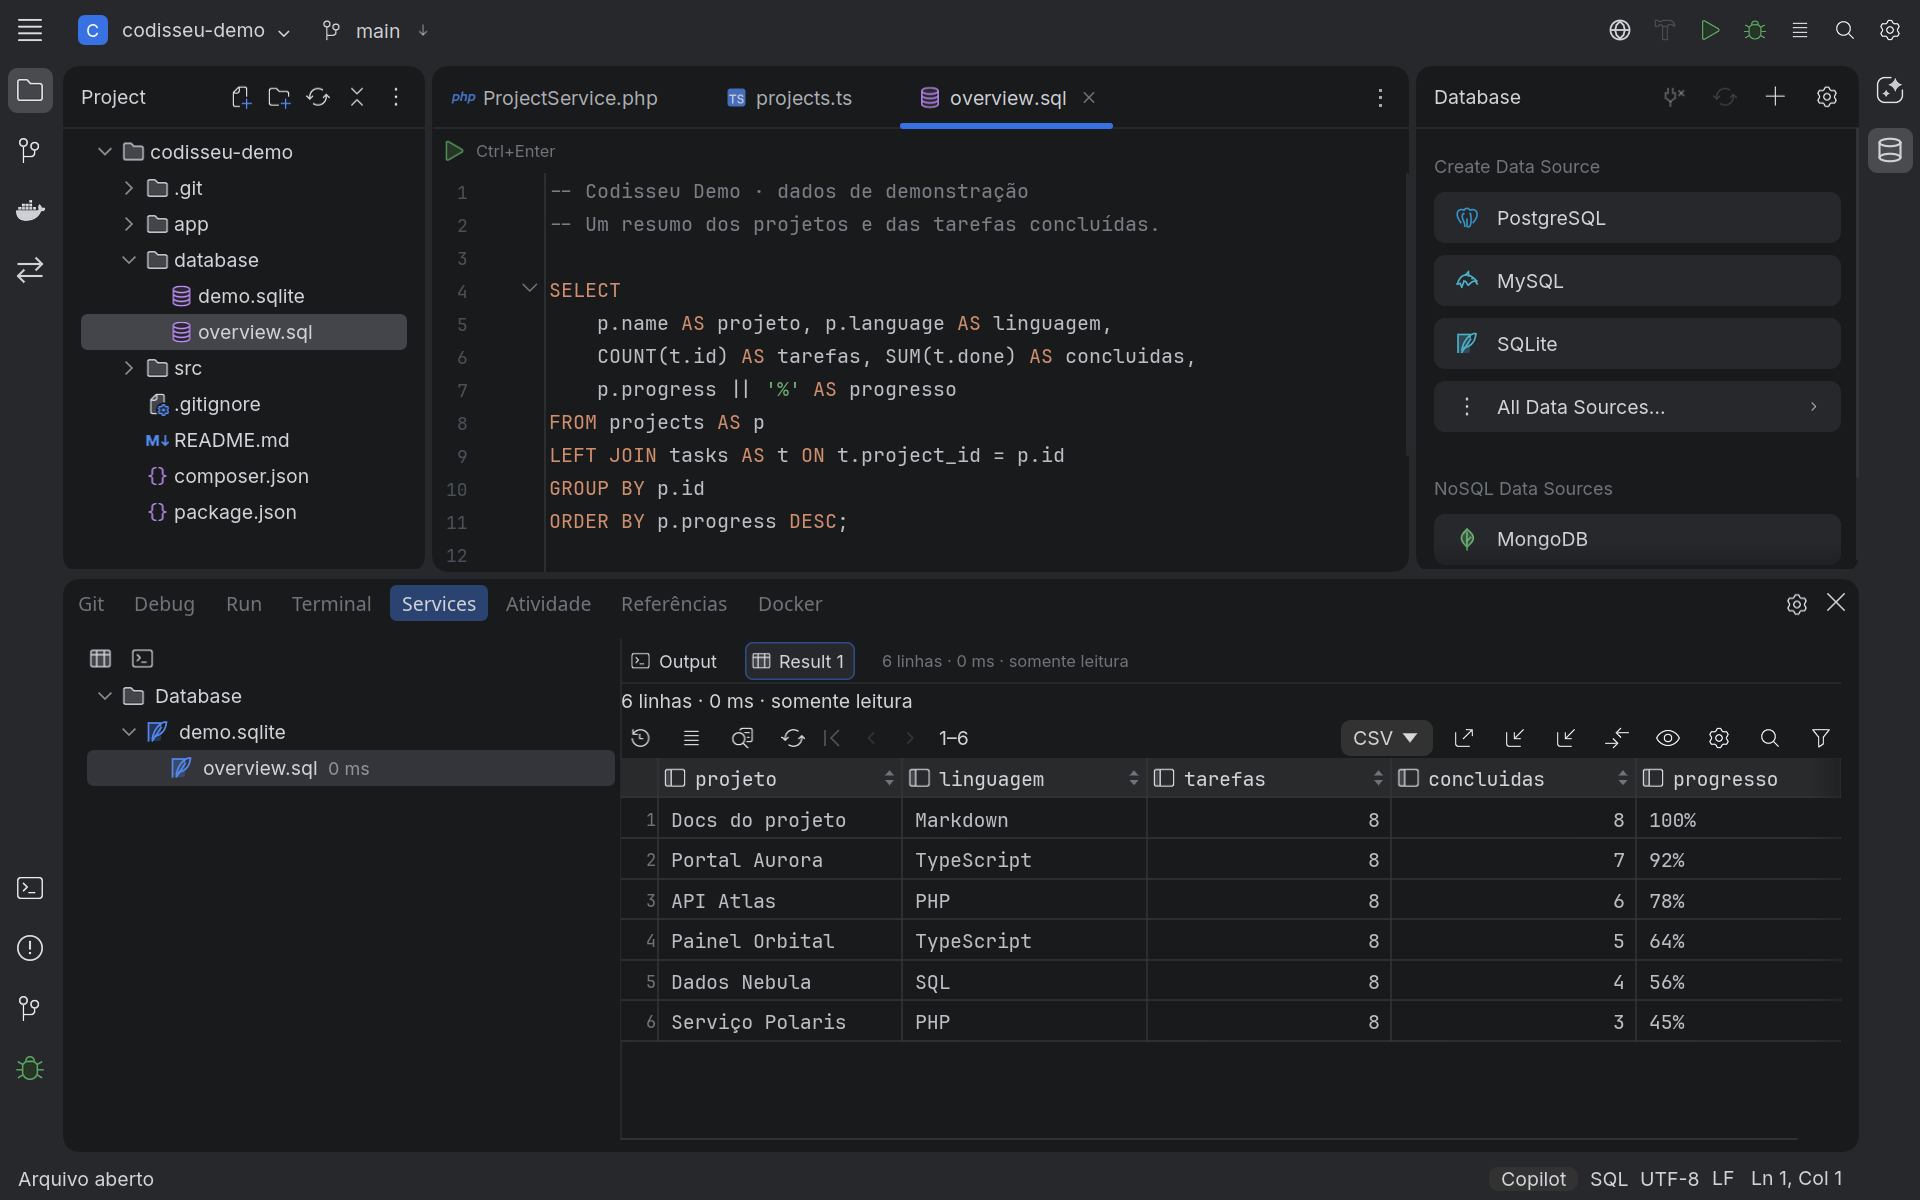 C codisseu-demo main
Project
php ProjectService.php
TS projects.ts
overview.sql
Database
codisseu-demo
.git
app
database
demo.sqlite
overview.sql
src
.gitignore
M↓ README.md
{} composer.json
{} package.json
Ctrl+Enter
1 -- Codisseu Demo · dados de demonstração
2 -- Um resumo dos projetos e das tarefas concluídas.
3
4 SELECT
5 p.name AS projeto, p.language AS linguagem,
6 COUNT(t.id) AS tarefas, SUM(t.done) AS concluidas,
7 p.progress || '%' AS progresso
8 FROM projects AS p
9 LEFT JOIN tasks AS t ON t.project_id = p.id
10 GROUP BY p.id
11 ORDER BY p.progress DESC;
12
Create Data Source
PostgreSQL
MySQL
SQLite
All Data Sources...
NoSQL Data Sources
MongoDB
Git Debug Run Terminal Services Atividade Referências Docker
Database
demo.sqlite
overview.sql 0 ms
Output Result 1 6 linhas · 0 ms · somente leitura
6 linhas · 0 ms · somente leitura
1–6 CSV
projeto linguagem tarefas concluidas progresso
1 Docs do projeto Markdown 8 8 100%
2 Portal Aurora TypeScript 8 7 92%
3 API Atlas PHP 8 6 78%
4 Painel Orbital TypeScript 8 5 64%
5 Dados Nebula SQL 8 4 56%
6 Serviço Polaris PHP 8 3 45%
Arquivo aberto
Copilot SQL UTF-8 LF Ln 1, Col 1